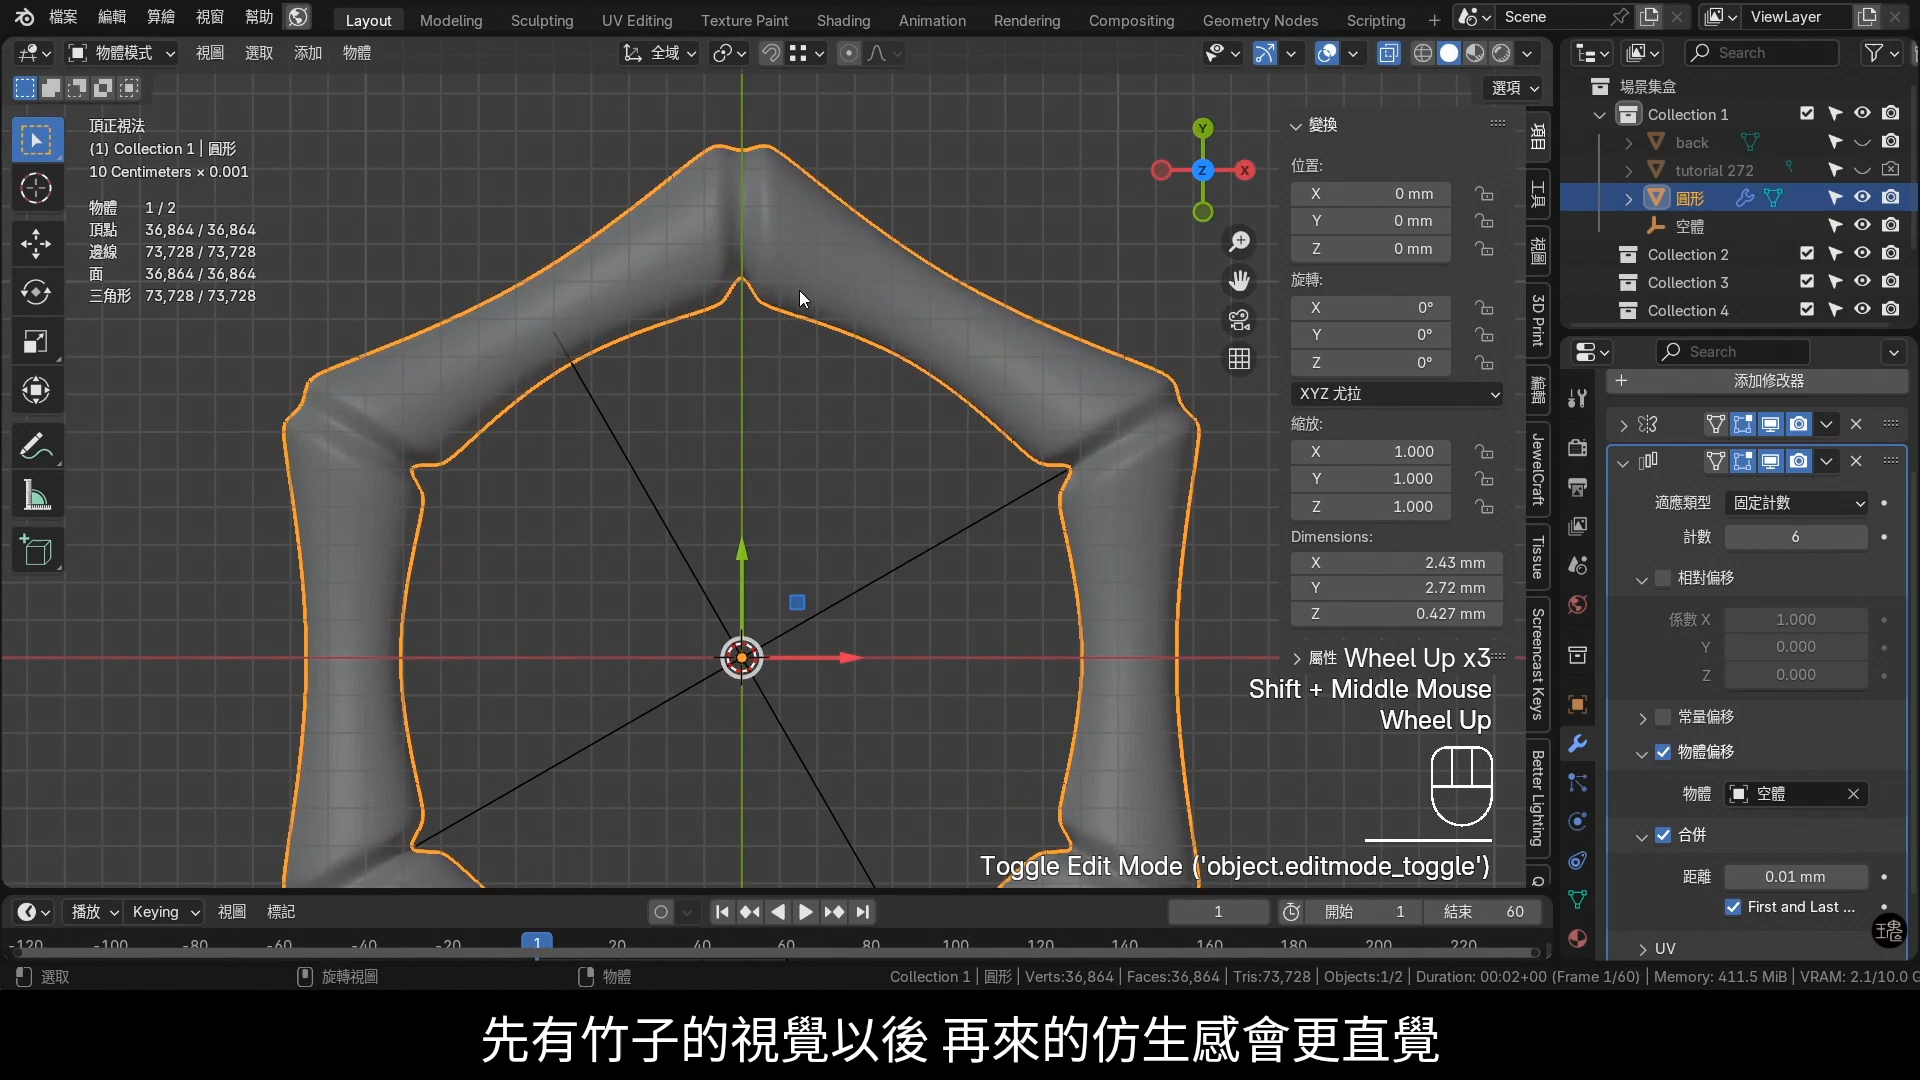 檔案 編輯 算繪 視窗 幫助 Layout Modeling Sculpting UV Editing Texture Paint Shading Animation Rendering Compositing Geometry Nodes Scripting + Scene ViewLayer
物體模式 視圖 選取 添加 物體 全域 Search
選項
頂正視法
(1) Collection 1 | 圓形
10 Centimeters × 0.001
物體 1 / 2
頂點 36,864 / 36,864
邊線 73,728 / 73,728
面 36,864 / 36,864
三角形 73,728 / 73,728
Y
X
Z
變換
位置:
X 0 mm
Y 0 mm
Z 0 mm
旋轉:
X 0°
Y 0°
Z 0°
XYZ 尤拉
縮放:
X 1.000
Y 1.000
Z 1.000
Dimensions:
X 2.43 mm
Y 2.72 mm
Z 0.427 mm
屬性
Wheel Up x3
Shift + Middle Mouse
Wheel Up
Toggle Edit Mode ('object.editmode_toggle')
項目
工具
視圖
3D Print
編輯
JewelCraft
Tissue
Screencast Keys
Better Lighting
Q
場景集盒
Collection 1
back
tutorial 272
圓形
空體
Collection 2
Collection 3
Collection 4
Search
添加修改器
適應類型 固定計數
計數 6
相對偏移
係數 X 1.000
Y 0.000
Z 0.000
常量偏移
物體偏移
物體 空體
合併
距離 0.01 mm
First and Last ...
UV
播放 Keying 視圖 標記 1 開始 1 結束 60
-120 -100 -80 -60 -40 -20 1 20 40 60 80 100 120 140 160 180 200 220
選取 旋轉視圖 物體 Collection 1 | 圓形 | Verts:36,864 | Faces:36,864 | Tris:73,728 | Objects:1/2 | Duration: 00:02+00 (Frame 1/60) | Memory: 411.5 MiB | VRAM: 2.1/10.0 G
先有竹子的視覺以後 再來的仿生感會更直覺